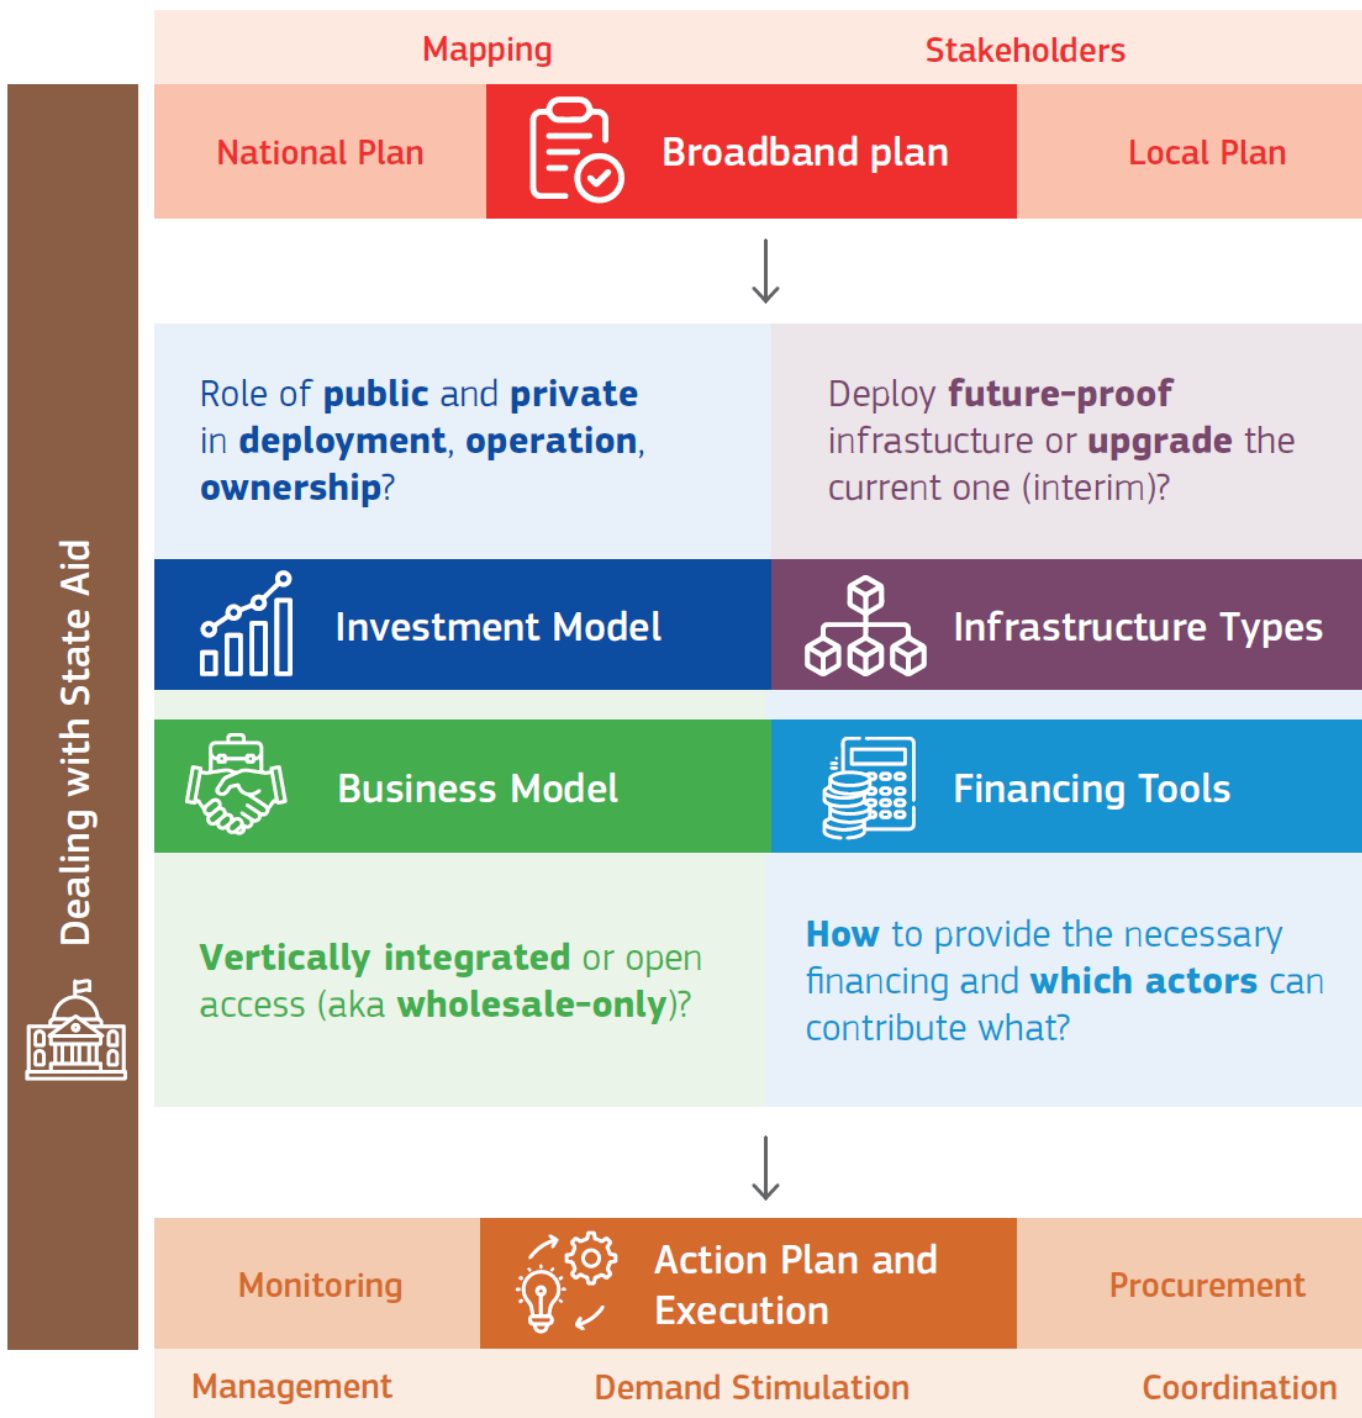 Mapping
Stakeholders
National Plan
Broadband plan
Local Plan
Role of public and private
in deployment, operation,
ownership?
Deploy future-proof
infrastucture or upgrade the
current one (interim)?
Investment Model
Infrastructure Types
Business Model
Financing Tools
Vertically integrated or open
access (aka wholesale-only)?
How to provide the necessary
financing and which actors can
contribute what?
Dealing with State Aid
Monitoring
Action Plan and
Execution
Procurement
Management
Demand Stimulation
Coordination